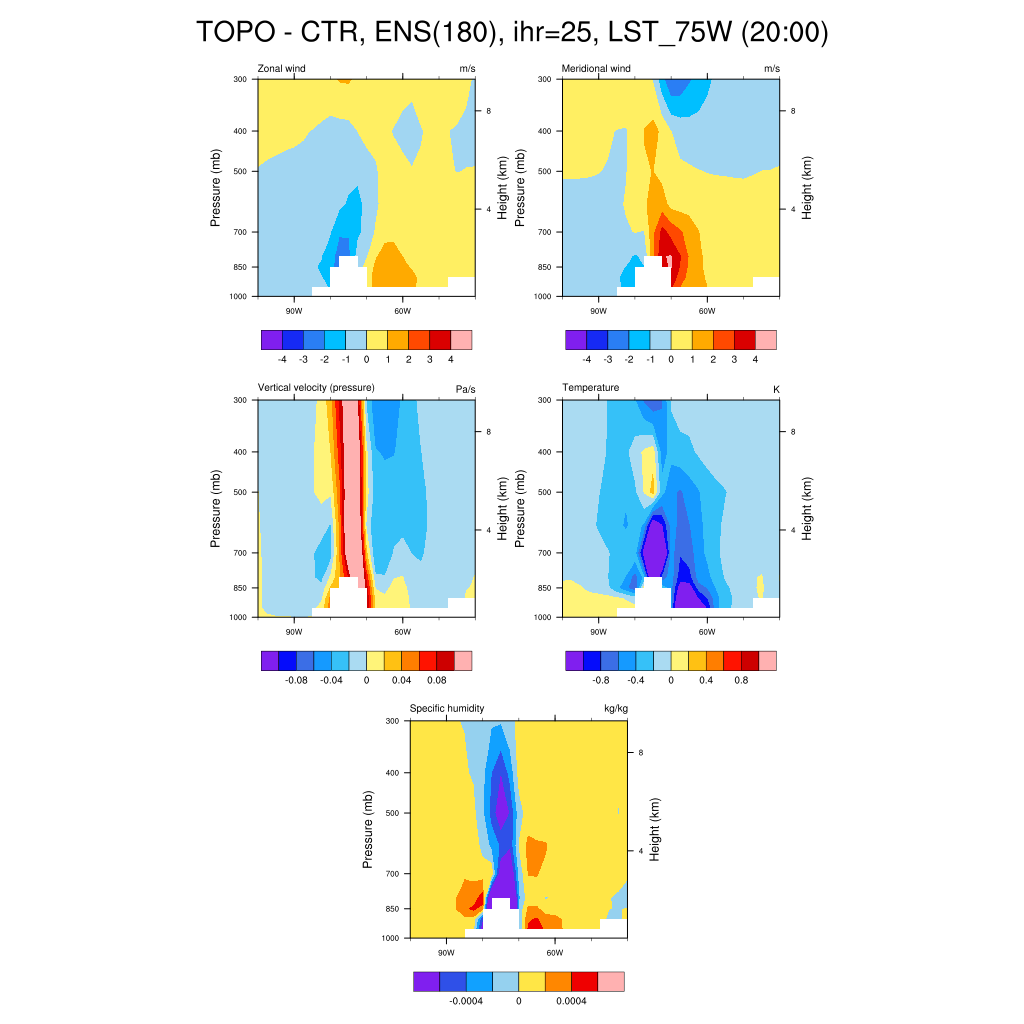 TOPO - CTR, ENS(180), ihr=25, LST_75W (20:00)
Zonal wind m/s
300
400
500
700
850
1000
Pressure (mb)
8
4
Height (km)
90W 60W
-4 -3 -2 -1 0 1 2 3 4
Meridional wind m/s
300
400
500
700
850
1000
Pressure (mb)
8
4
Height (km)
90W 60W
-4 -3 -2 -1 0 1 2 3 4
Vertical velocity (pressure) Pa/s
300
400
500
700
850
1000
Pressure (mb)
8
4
Height (km)
90W 60W
-0.08 -0.04 0 0.04 0.08
Temperature K
300
400
500
700
850
1000
Pressure (mb)
8
4
Height (km)
90W 60W
-0.8 -0.4 0 0.4 0.8
Specific humidity kg/kg
300
400
500
700
850
1000
Pressure (mb)
8
4
Height (km)
90W 60W
-0.0004 0 0.0004